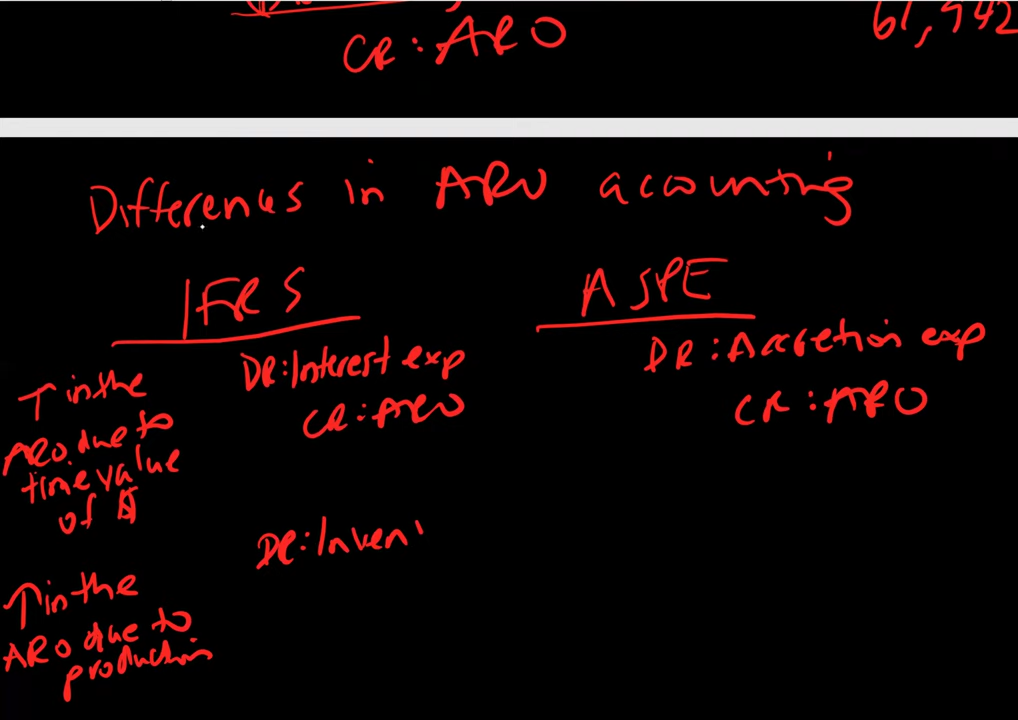 CR: ARO 61,942
Differences in ARO accounting
IFRS
ASPE
↑ in the
ARO due to
time value
of $
DR: Interest exp
CR: ARO
DR: Accretion exp
CR: ARO
↑ in the
ARO due to
production
DR: Inven